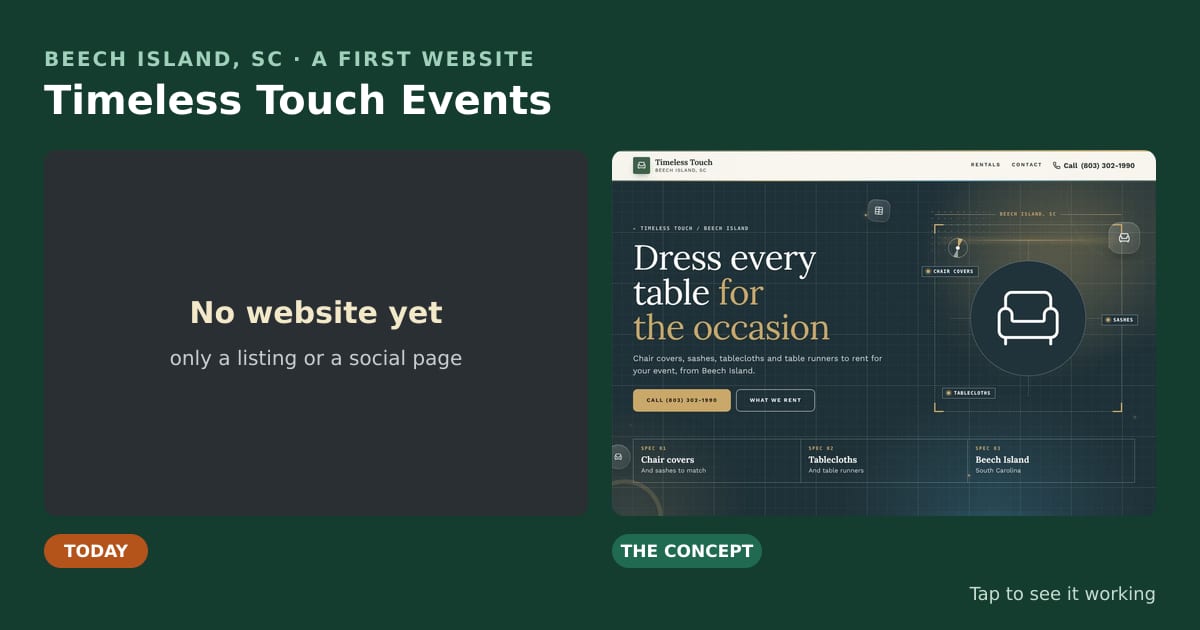 BEECH ISLAND, SC · A FIRST WEBSITE
Timeless Touch Events
No website yet
only a listing or a social page
TODAY
Timeless Touch
BEECH ISLAND, SC
RENTALS
CONTACT
Call (803) 302-1990
BEECH ISLAND, SC
TIMELESS TOUCH / BEECH ISLAND
Dress every
table for
the occasion
Chair covers, sashes, tablecloths and table runners to rent for
your event, from Beech Island.
CALL (803) 302-1990
WHAT WE RENT
CHAIR COVERS
SASHES
TABLECLOTHS
SPEC 01
Chair covers
And sashes to match
SPEC 02
Tablecloths
And table runners
SPEC 03
Beech Island
South Carolina
THE CONCEPT
Tap to see it working